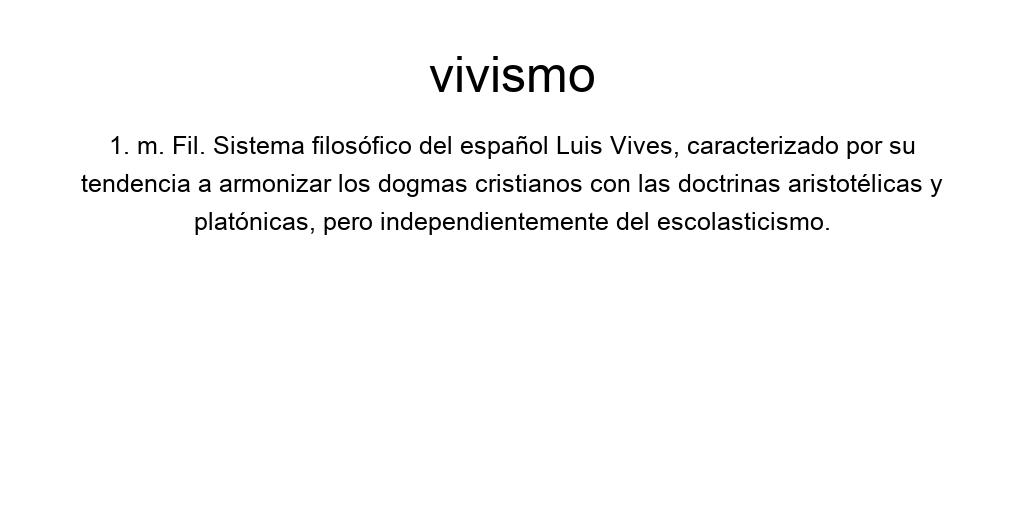 vivismo
1. m. Fil. Sistema filosófico del español Luis Vives, caracterizado por su
tendencia a armonizar los dogmas cristianos con las doctrinas aristotélicas y
platónicas, pero independientemente del escolasticismo.